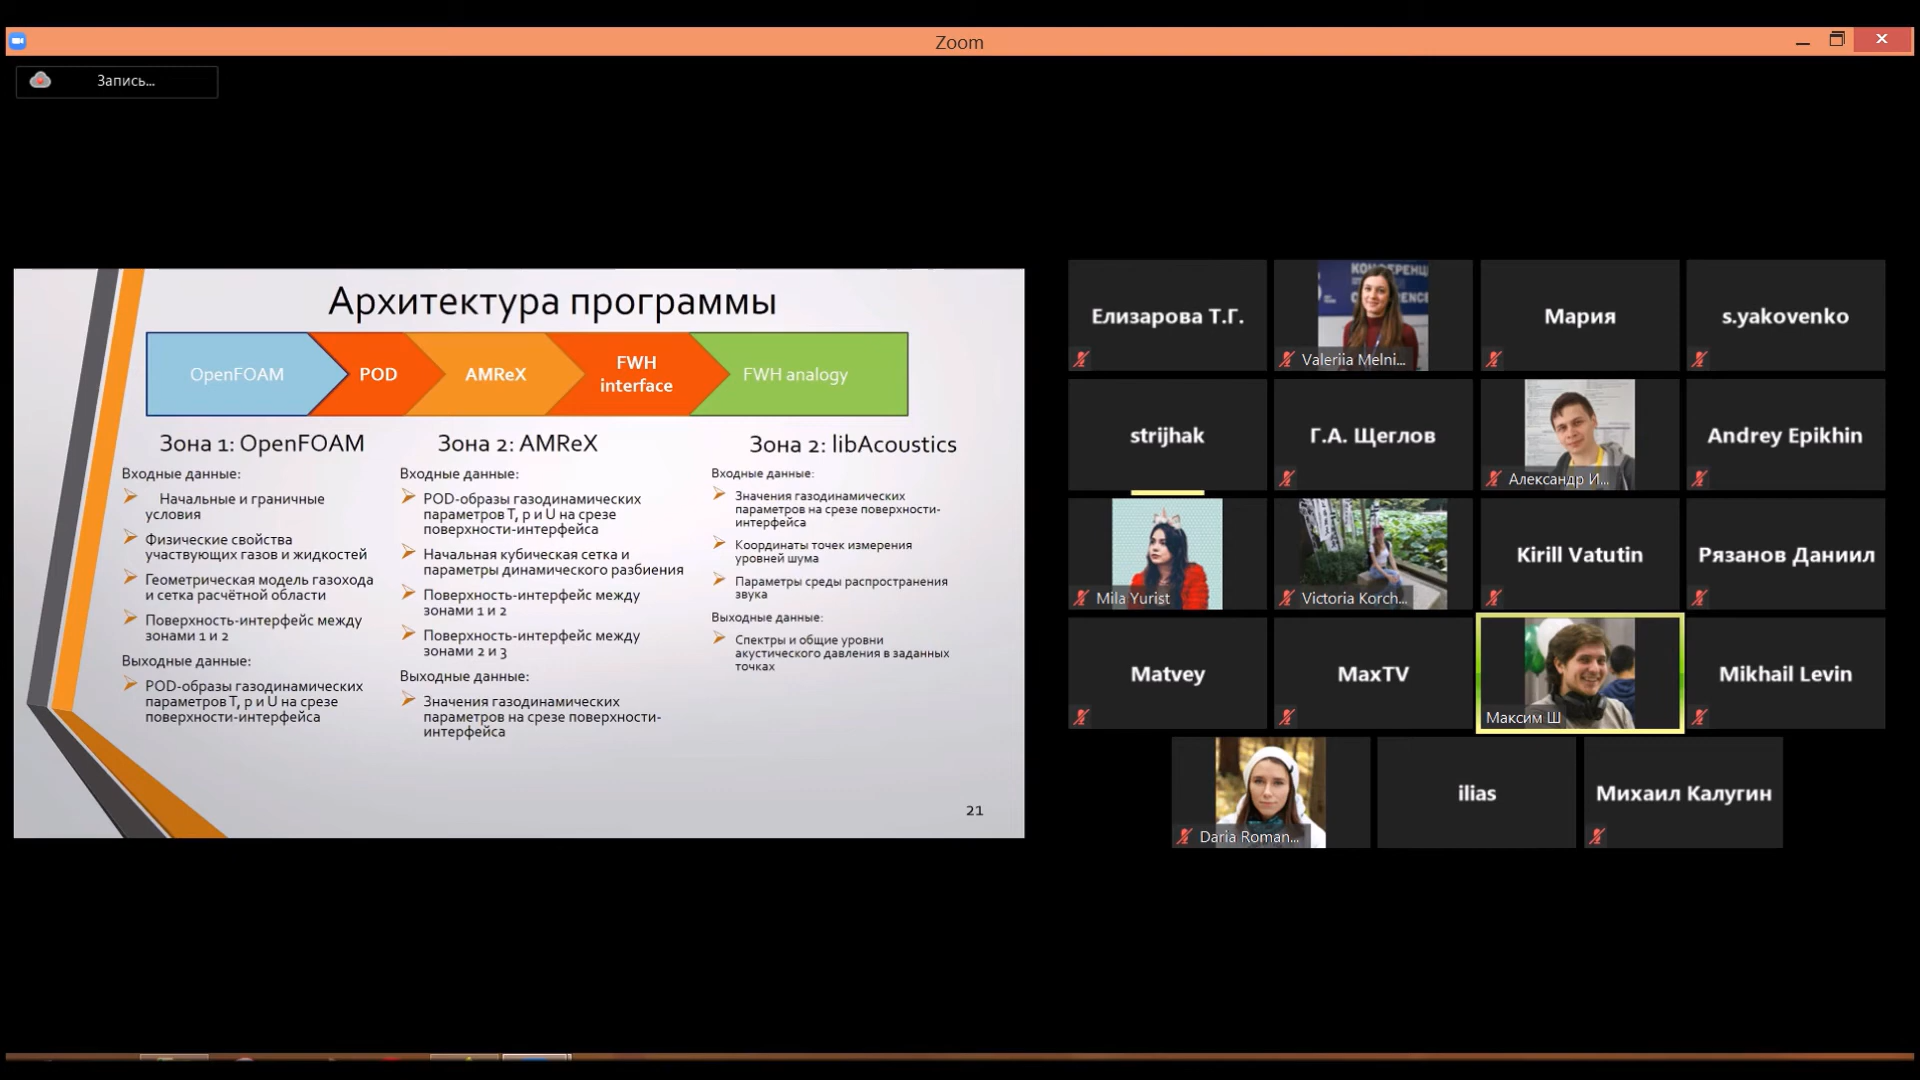 Zoom
Запись...
Архитектура программы
OpenFOAM
POD
AMReX
FWH
interface
FWH analogy
Зона 1: OpenFOAM
Входные данные:
Начальные и граничные
условия
Физические свойства
участвующих газов и жидкостей
Геометрическая модель газохода
и сетка расчётной области
Поверхность-интерфейс между
зонами 1 и 2
Выходные данные:
POD-образы газодинамических
параметров T, p и U на срезе
поверхности-интерфейса
Зона 2: AMReX
Входные данные:
POD-образы газодинамических
параметров T, p и U на срезе
поверхности-интерфейса
Начальная кубическая сетка и
параметры динамического разбиения
Поверхность-интерфейс между
зонами 1 и 2
Поверхность-интерфейс между
зонами 2 и 3
Выходные данные:
Значения газодинамических
параметров на срезе поверхности-
интерфейса
Зона 2: libAcoustics
Входные данные:
Значения газодинамических
параметров на срезе поверхности-
интерфейса
Координаты точек измерения
уровней шума
Параметры среды распространения
звука
Выходные данные:
Спектры и общие уровни
акустического давления в заданных
точках
21
Елизарова Т.Г.
Valeriia Melni...
Мария
s.yakovenko
strijhak
Г.А. Щеглов
Александр И...
Andrey Epikhin
Mila Yurist
Victoria Korch...
Kirill Vatutin
Рязанов Даниил
Matvey
MaxTV
Максим Ш
Mikhail Levin
Daria Roman...
ilias
Михаил Калугин